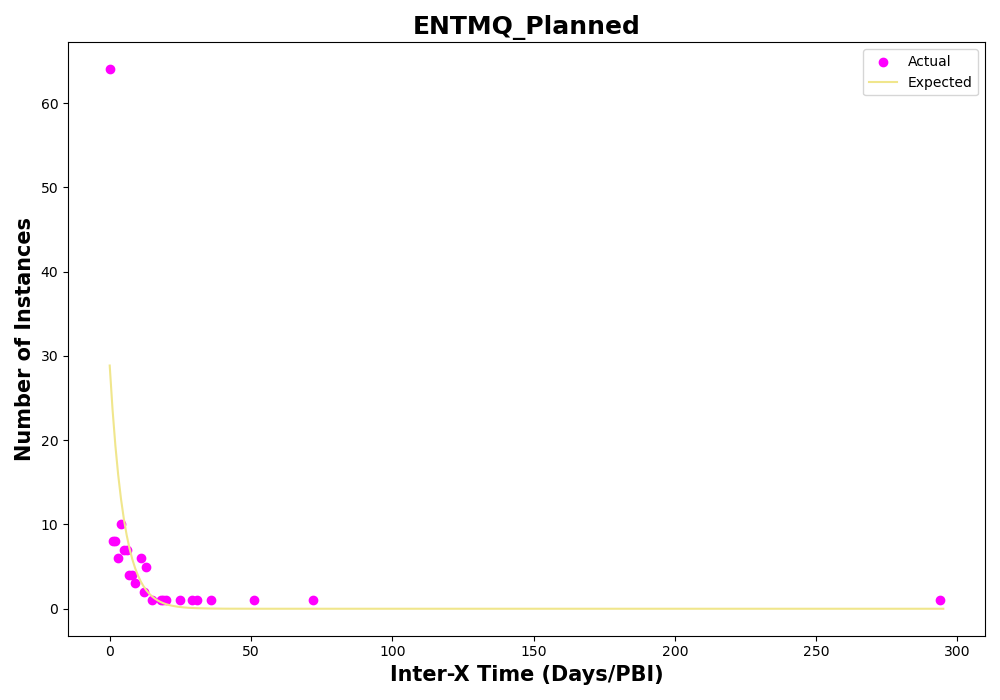 ENTMQ_Planned
Actual
Expected
Number of Instances
60
50
40
30
20
10
0
0
50
100
150
200
250
300
Inter-X Time (Days/PBI)